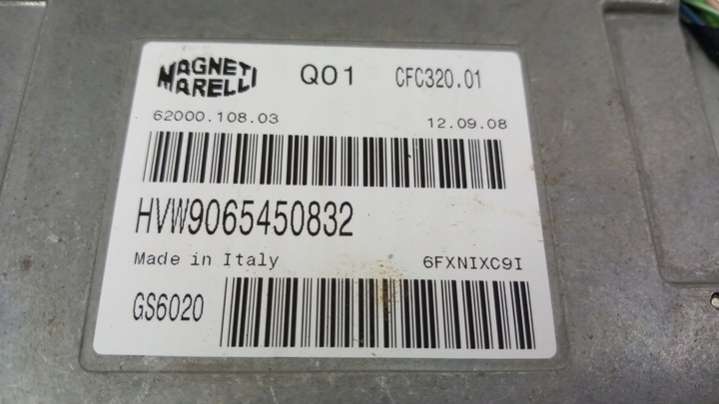 MAGNETI
MARELLI
Q01
CFC320.01
62000.108.03
12.09.08
HVW9065450832
Made in Italy
6FXNIXC9I
GS6020